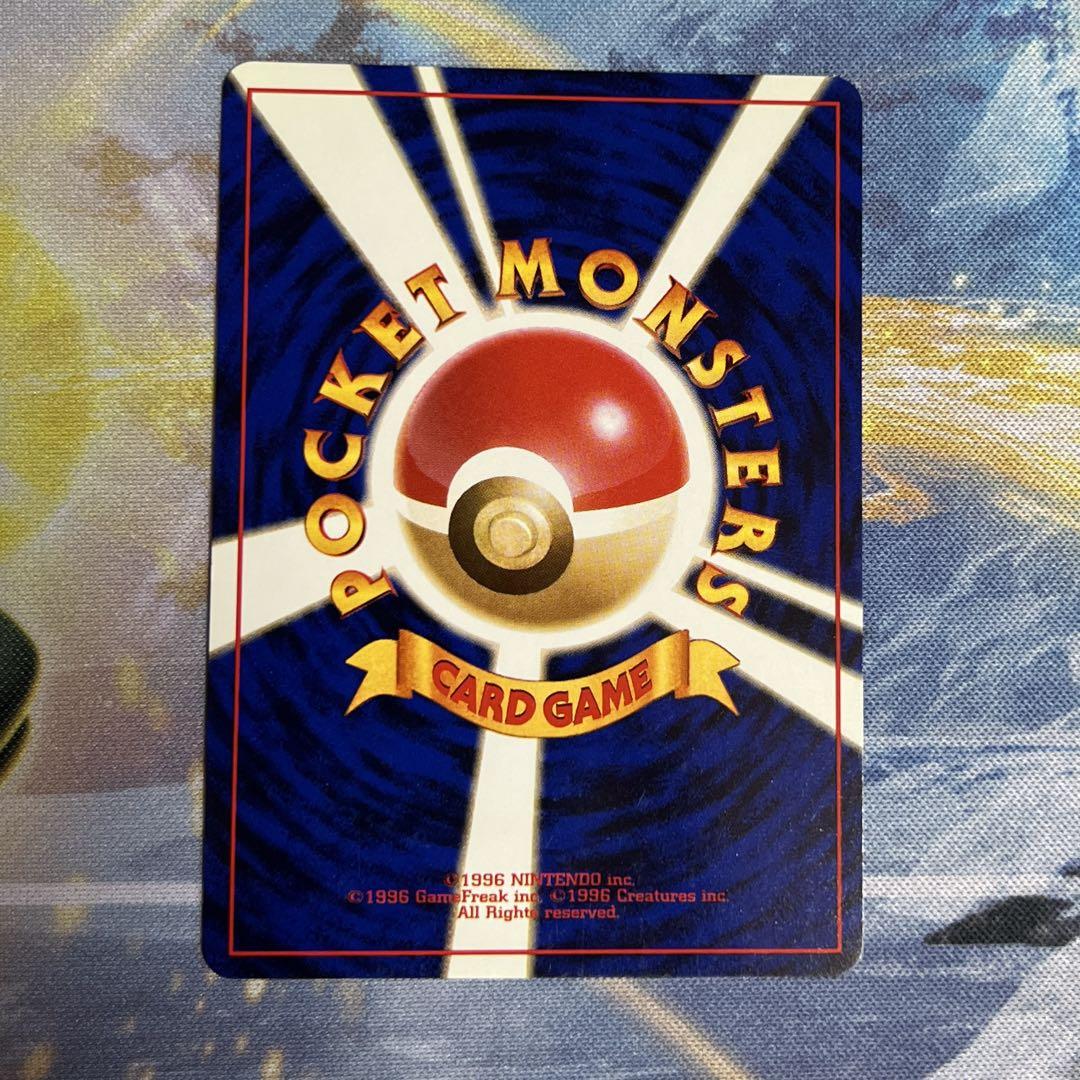 POCKET MONSTERS
CARD GAME
©1996 NINTENDO inc.
©1996 GameFreak inc. ©1996 Creatures inc.
All Rights reserved.